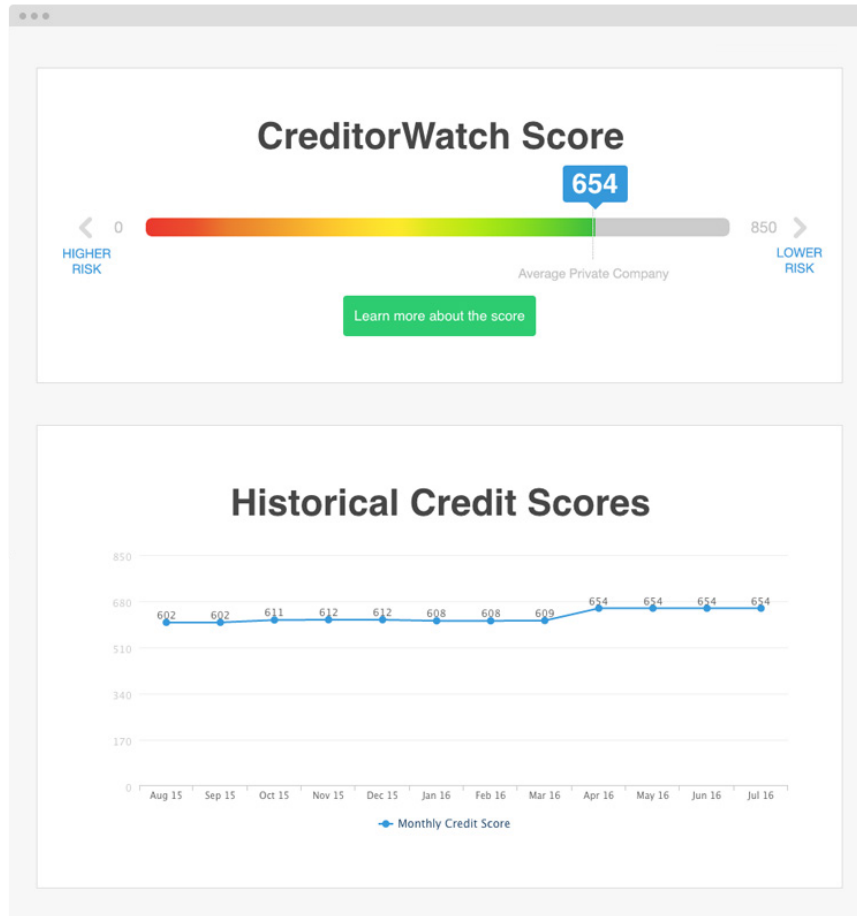 CreditorWatch Score
654
0
850
HIGHER
RISK
LOWER
RISK
Average Private Company
Learn more about the score
Historical Credit Scores
850
680
510
340
170
0
602 602 611 612 612 608 608 609 654 654 654 654
Aug 15 Sep 15 Oct 15 Nov 15 Dec 15 Jan 16 Feb 16 Mar 16 Apr 16 May 16 Jun 16 Jul 16
Monthly Credit Score